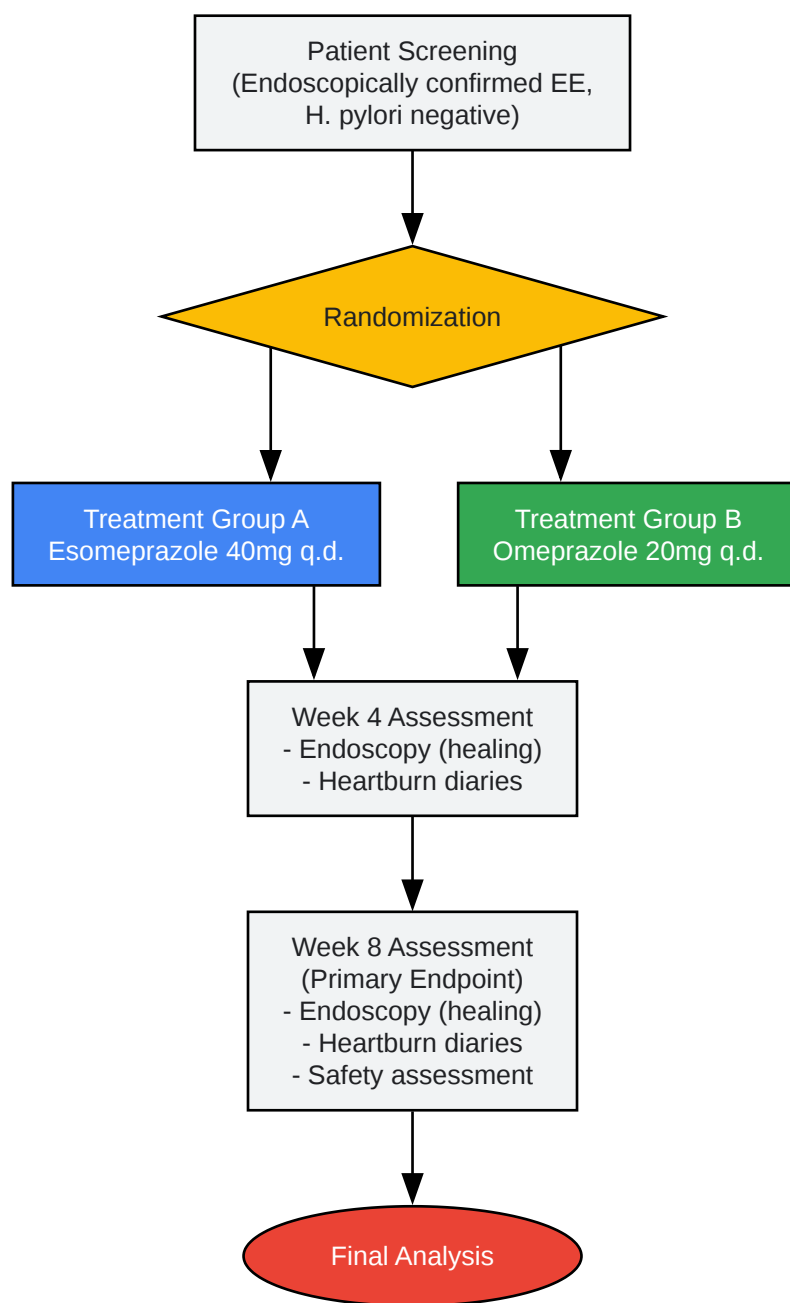 Patient Screening
(Endoscopically confirmed EE,
H. pylori negative)
Randomization
Treatment Group A
Esomeprazole 40mg q.d.
Treatment Group B
Omeprazole 20mg q.d.
Week 4 Assessment
- Endoscopy (healing)
- Heartburn diaries
Week 8 Assessment
(Primary Endpoint)
- Endoscopy (healing)
- Heartburn diaries
- Safety assessment
Final Analysis